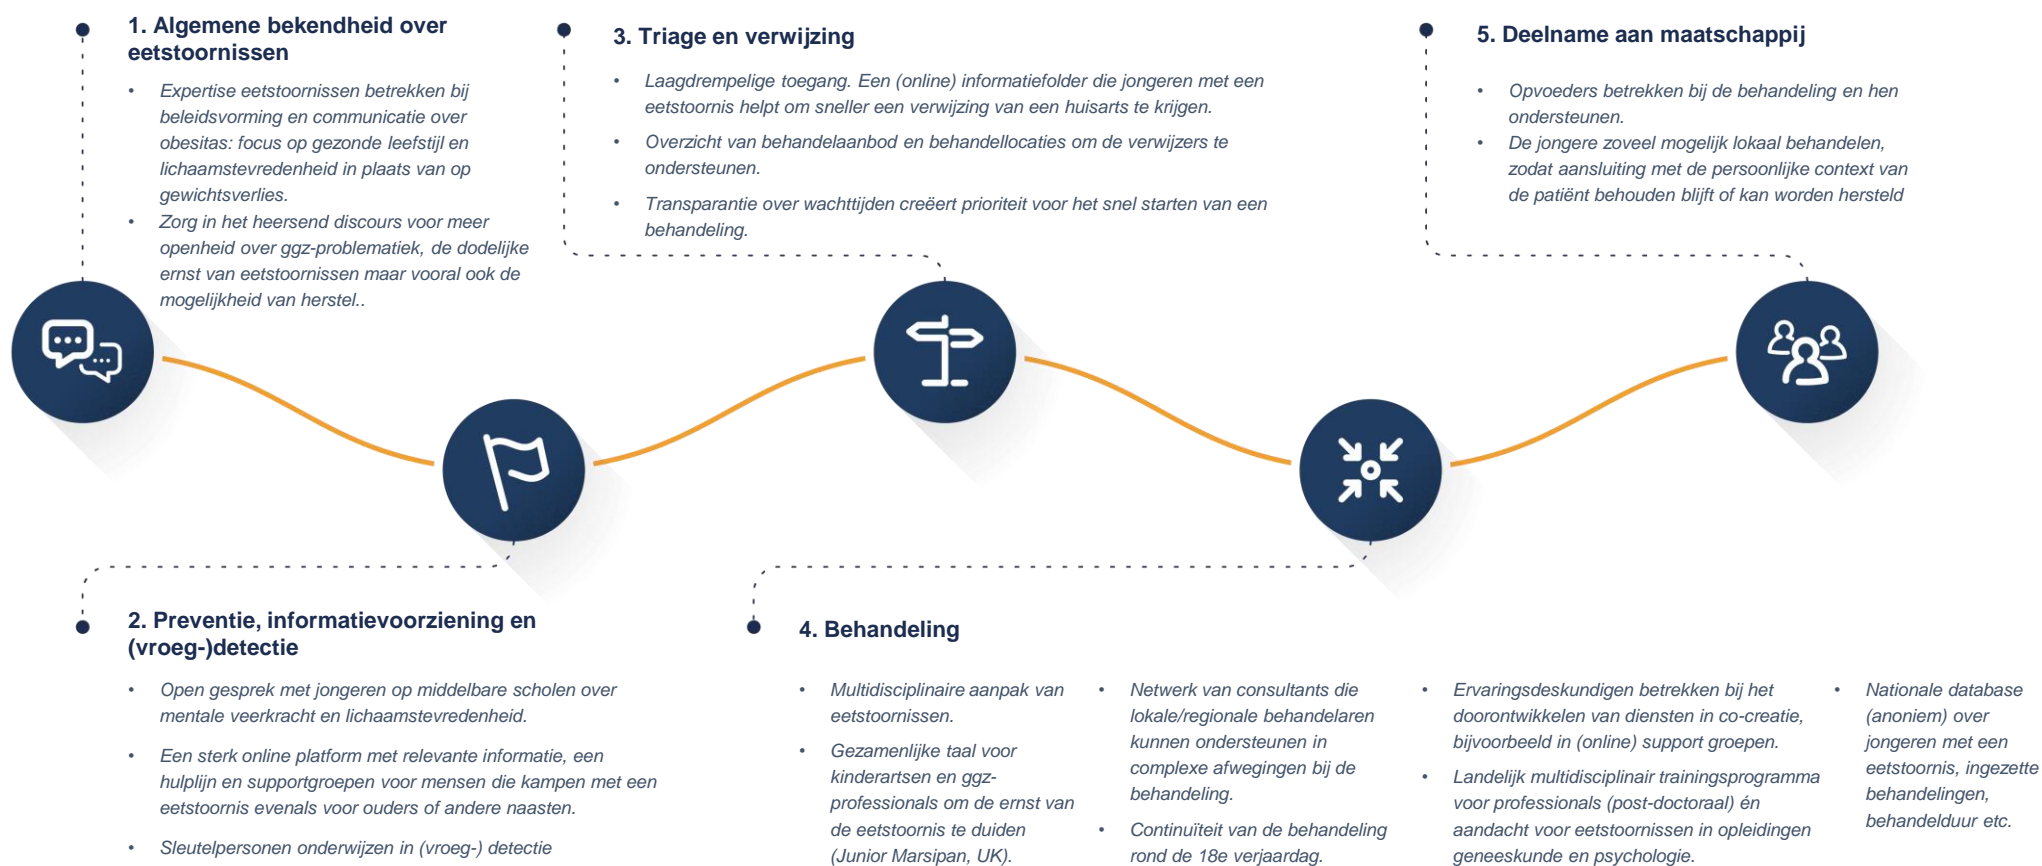 1. Algemene bekendheid over
eetstoornissen
• Expertise eetstoornissen betrekken bij
beleidsvorming en communicatie over
obesitas: focus op gezonde leefstijl en
lichaamstevredenheid in plaats van op
gewichtsverlies.
• Zorg in het heersend discours voor meer
openheid over ggz-problematiek, de dodelijke
ernst van eetstoornissen maar vooral ook de
mogelijkheid van herstel..
2. Preventie, informatievoorziening en
(vroeg-)detectie
• Open gesprek met jongeren op middelbare scholen over
mentale veerkracht en lichaamstevredenheid.
• Een sterk online platform met relevante informatie, een
hulplijn en supportgroepen voor mensen die kampen met een
eetstoornis evenals voor ouders of andere naasten.
• Sleutelpersonen onderwijzen in (vroeg-) detectie
3. Triage en verwijzing
• Laagdrempelige toegang. Een (online) informatiefolder die jongeren met een
eetstoornis helpt om sneller een verwijzing van een huisarts te krijgen.
• Overzicht van behandelaanbod en behandellocaties om de verwijzers te
ondersteunen.
• Transparantie over wachttijden creëert prioriteit voor het snel starten van een
behandeling.
4. Behandeling
• Multidisciplinaire aanpak van
eetstoornissen.
• Gezamenlijke taal voor
kinderartsen en ggz-
professionals om de ernst van
de eetstoornis te duiden
(Junior Marsipan, UK).
• Netwerk van consultants die
lokale/regionale behandelaren
kunnen ondersteunen in
complexe afwegingen bij de
behandeling.
• Continuïteit van de behandeling
rond de 18e verjaardag.
• Ervaringsdeskundigen betrekken bij het
doorontwikkelen van diensten in co-creatie,
bijvoorbeeld in (online) support groepen.
• Landelijk multidisciplinair trainingsprogramma
voor professionals (post-doctoraal) én
aandacht voor eetstoornissen in opleidingen
geneeskunde en psychologie.
• Nationale database
(anoniem) over
jongeren met een
eetstoornis, ingezette
behandelingen,
behandelduur etc.
5. Deelname aan maatschappij
• Opvoeders betrekken bij de behandeling en hen
ondersteunen.
• De jongere zoveel mogelijk lokaal behandelen,
zodat aansluiting met de persoonlijke context van
de patiënt behouden blijft of kan worden hersteld